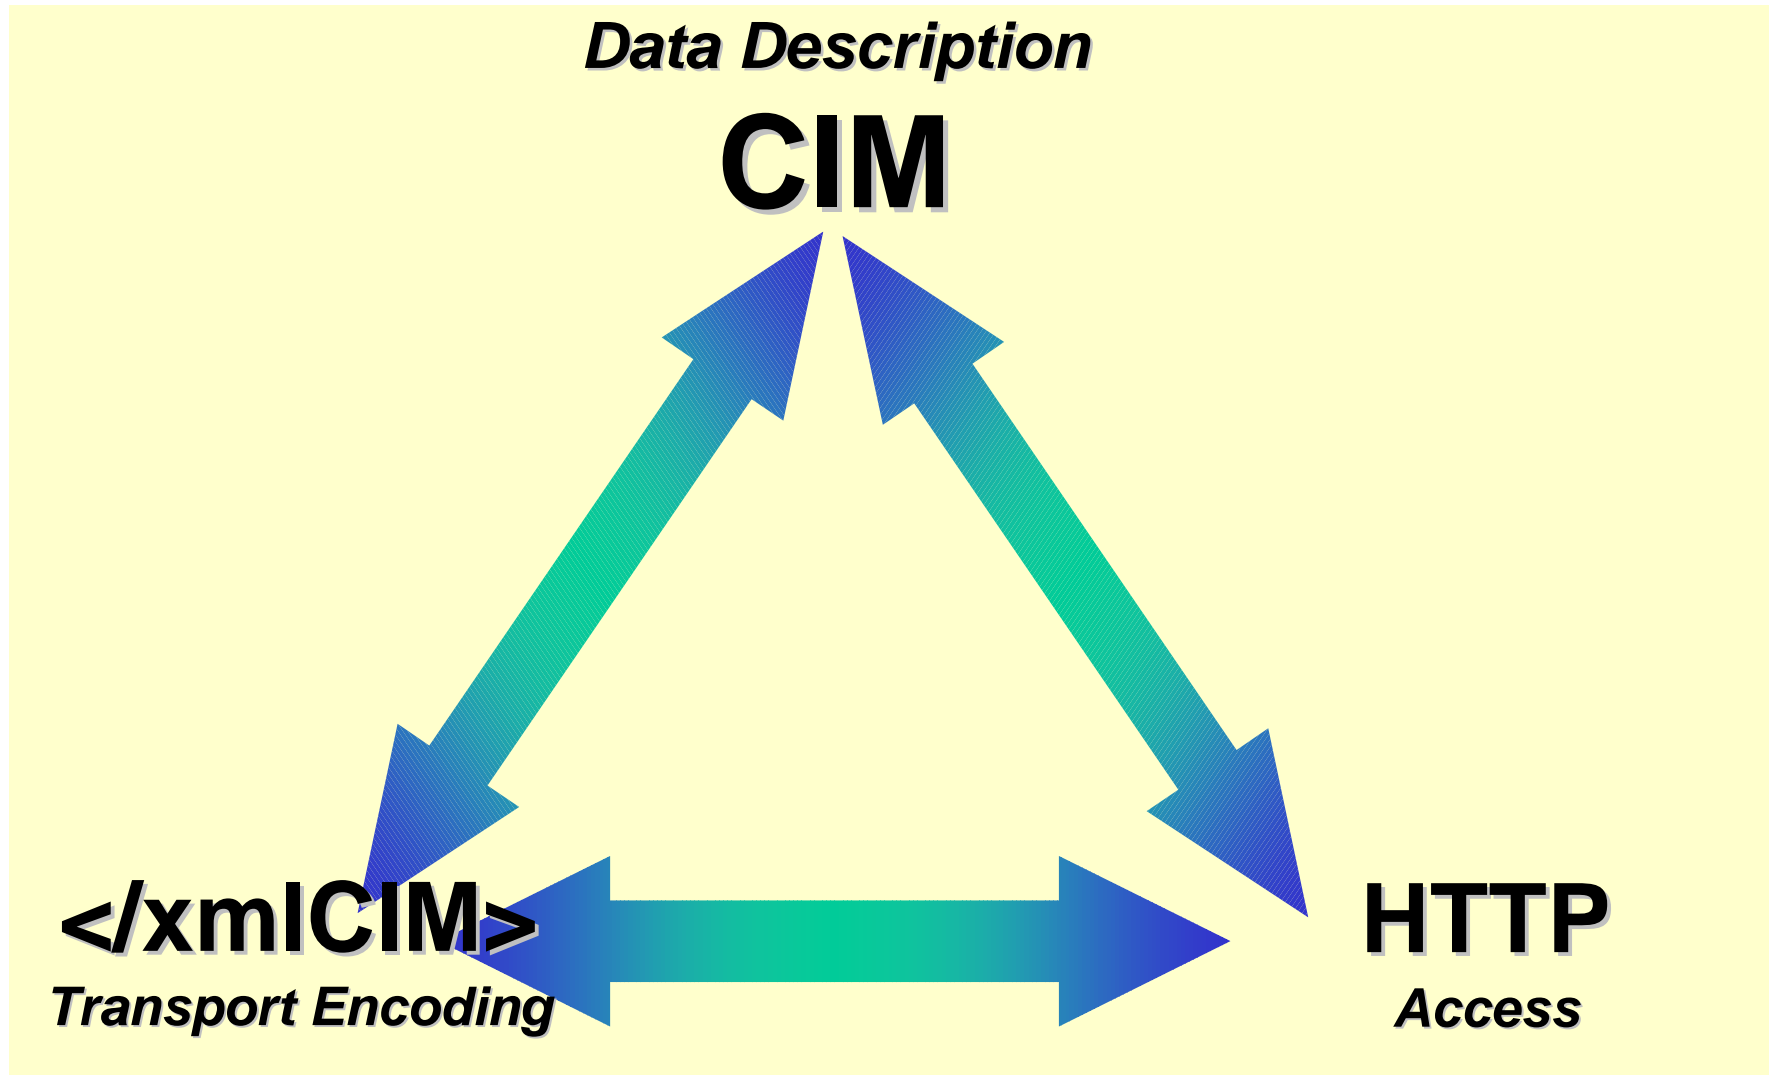 Data Description
CIM
</xmlCIM>
Transport Encoding
HTTP
Access